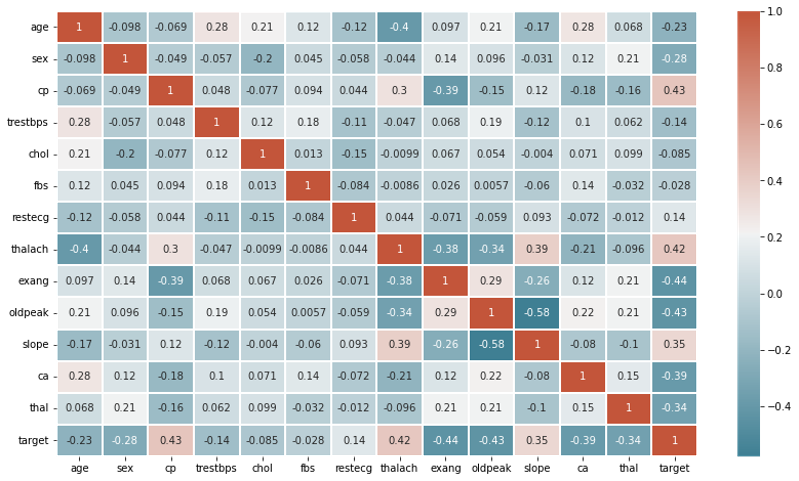 age 1 -0.098 -0.069 0.28 0.21 0.12 -0.12 -0.4 0.097 0.21 -0.17 0.28 0.068 -0.23
sex -0.098 1 -0.049 -0.057 -0.2 0.045 -0.058 -0.044 0.14 0.096 -0.031 0.12 0.21 -0.28
cp -0.069 -0.049 1 0.048 -0.077 0.094 0.044 0.3 -0.39 -0.15 0.12 -0.18 -0.16 0.43
trestbps 0.28 -0.057 0.048 1 0.12 0.18 -0.11 -0.047 0.068 0.19 -0.12 0.1 0.062 -0.14
chol 0.21 -0.2 -0.077 0.12 1 0.013 -0.15 -0.0099 0.067 0.054 -0.004 0.071 0.099 -0.085
fbs 0.12 0.045 0.094 0.18 0.013 1 -0.084 -0.0086 0.026 0.0057 -0.06 0.14 -0.032 -0.028
restecg -0.12 -0.058 0.044 -0.11 -0.15 -0.084 1 0.044 -0.071 -0.059 0.093 -0.072 -0.012 0.14
thalach -0.4 -0.044 0.3 -0.047 -0.0099 -0.0086 0.044 1 -0.38 -0.34 0.39 -0.21 -0.096 0.42
exang 0.097 0.14 -0.39 0.068 0.067 0.026 -0.071 -0.38 1 0.29 -0.26 0.12 0.21 -0.44
oldpeak 0.21 0.096 -0.15 0.19 0.054 0.0057 -0.059 -0.34 0.29 1 -0.58 0.22 0.21 -0.43
slope -0.17 -0.031 0.12 -0.12 -0.004 -0.06 0.093 0.39 -0.26 -0.58 1 -0.08 -0.1 0.35
ca 0.28 0.12 -0.18 0.1 0.071 0.14 -0.072 -0.21 0.12 0.22 -0.08 1 0.15 -0.39
thal 0.068 0.21 -0.16 0.062 0.099 -0.032 -0.012 -0.096 0.21 0.21 -0.1 0.15 1 -0.34
target -0.23 -0.28 0.43 -0.14 -0.085 -0.028 0.14 0.42 -0.44 -0.43 0.35 -0.39 -0.34 1
age sex cp trestbps chol fbs restecg thalach exang oldpeak slope ca thal target
1.0
0.8
0.6
0.4
0.2
0.0
−0.2
−0.4